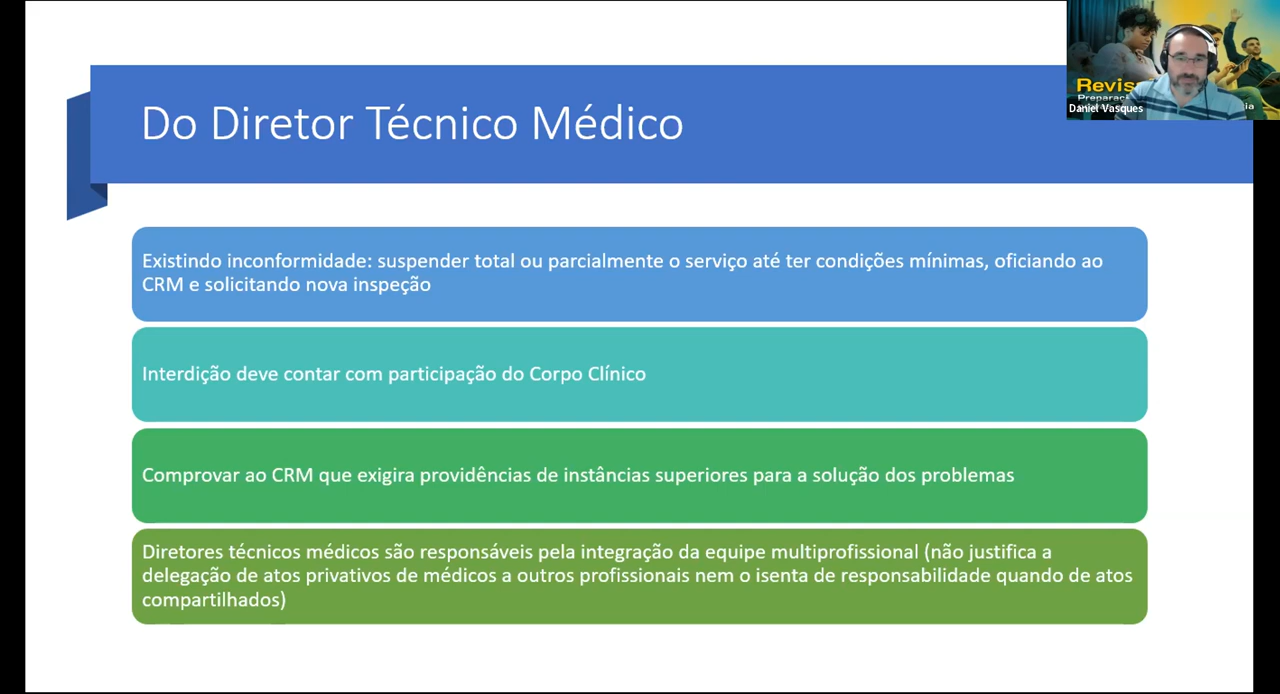 Do Diretor Técnico Médico
Revis
Preparaç
Daniel Vasques
ia
Existindo inconformidade: suspender total ou parcialmente o serviço até ter condições mínimas, oficiando ao
CRM e solicitando nova inspeção
Interdição deve contar com participação do Corpo Clínico
Comprovar ao CRM que exigira providências de instâncias superiores para a solução dos problemas
Diretores técnicos médicos são responsáveis pela integração da equipe multiprofissional (não justifica a
delegação de atos privativos de médicos a outros profissionais nem o isenta de responsabilidade quando de atos
compartilhados)